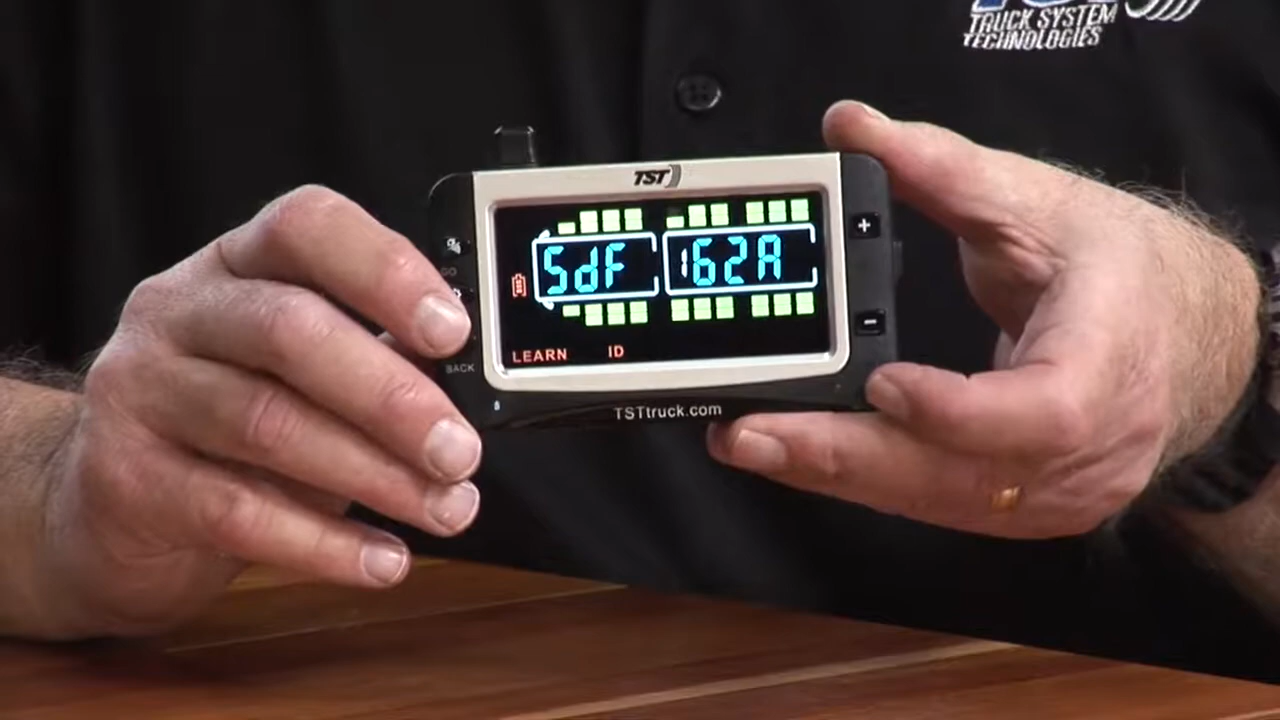 TRUCK SYSTEM
TECHNOLOGIES
TST
+
SdF 162A
GO
-
LEARN ID
BACK
TSTtruck.com